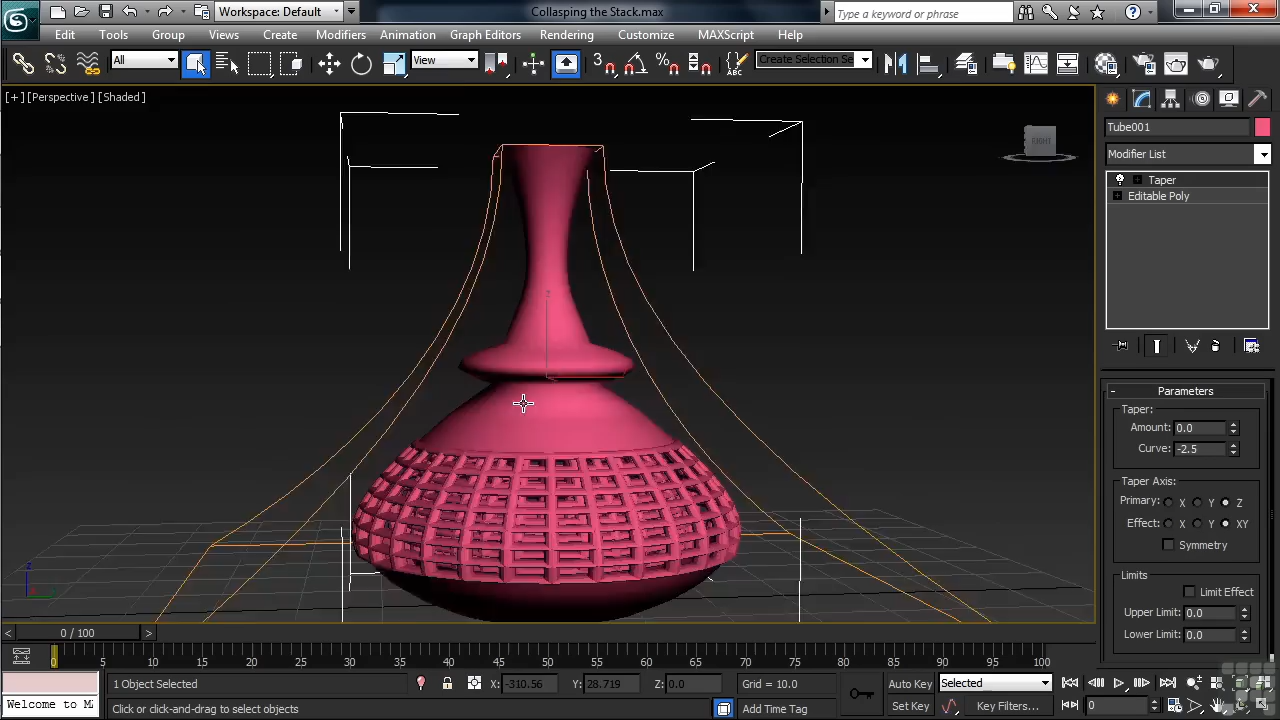 Workspace: Default
Collasping the Stack.max
Type a keyword or phrase
Edit Tools Group Views Create Modifiers Animation Graph Editors Rendering Customize MAXScript Help
All
View
3
Create Selection Se
[+] [Perspective] [Shaded]
RIGHT
Tube001
Modifier List
Taper
Editable Poly
- Parameters
Taper:
Amount: 0.0
Curve: -2.5
Taper Axis:
Primary: X Y Z
Effect: X Y XY
Symmetry
Limits
Limit Effect
Upper Limit: 0.0
Lower Limit: 0.0
z
< 0 / 100 >
0 5 10 15 20 25 30 35 40 45 50 55 60 65 70 75 80 85 90 95 100
1 Object Selected
X: -310.56 Y: 28.719 Z: 0.0
Grid = 10.0
Auto Key
Selected
Welcome to M
Click or click-and-drag to select objects
Add Time Tag
Set Key
Key Filters...
0